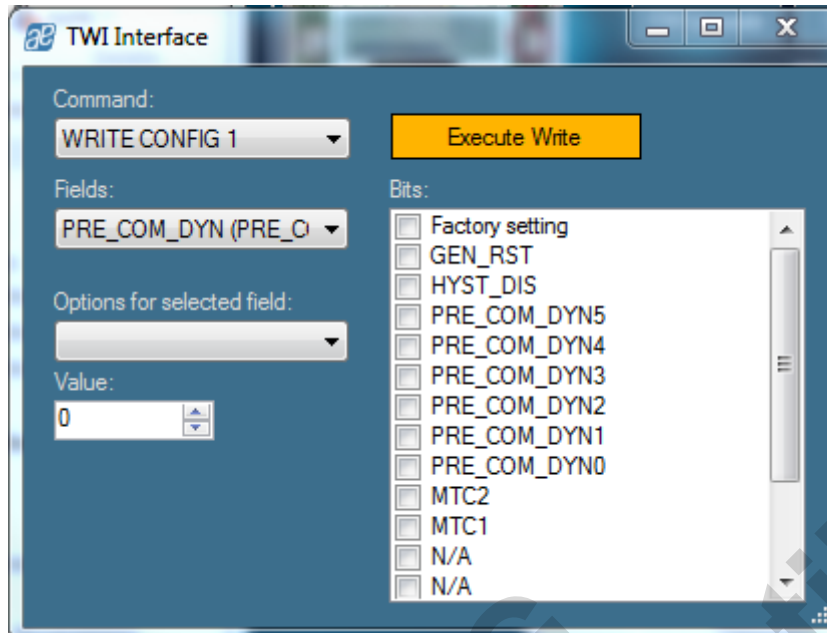 TWI Interface
Command:
WRITE CONFIG 1
Execute Write
Fields:
PRE_COM_DYN (PRE_C
Options for selected field:
Value:
0
Bits:
Factory setting
GEN_RST
HYST_DIS
PRE_COM_DYN5
PRE_COM_DYN4
PRE_COM_DYN3
PRE_COM_DYN2
PRE_COM_DYN1
PRE_COM_DYN0
MTC2
MTC1
N/A
N/A